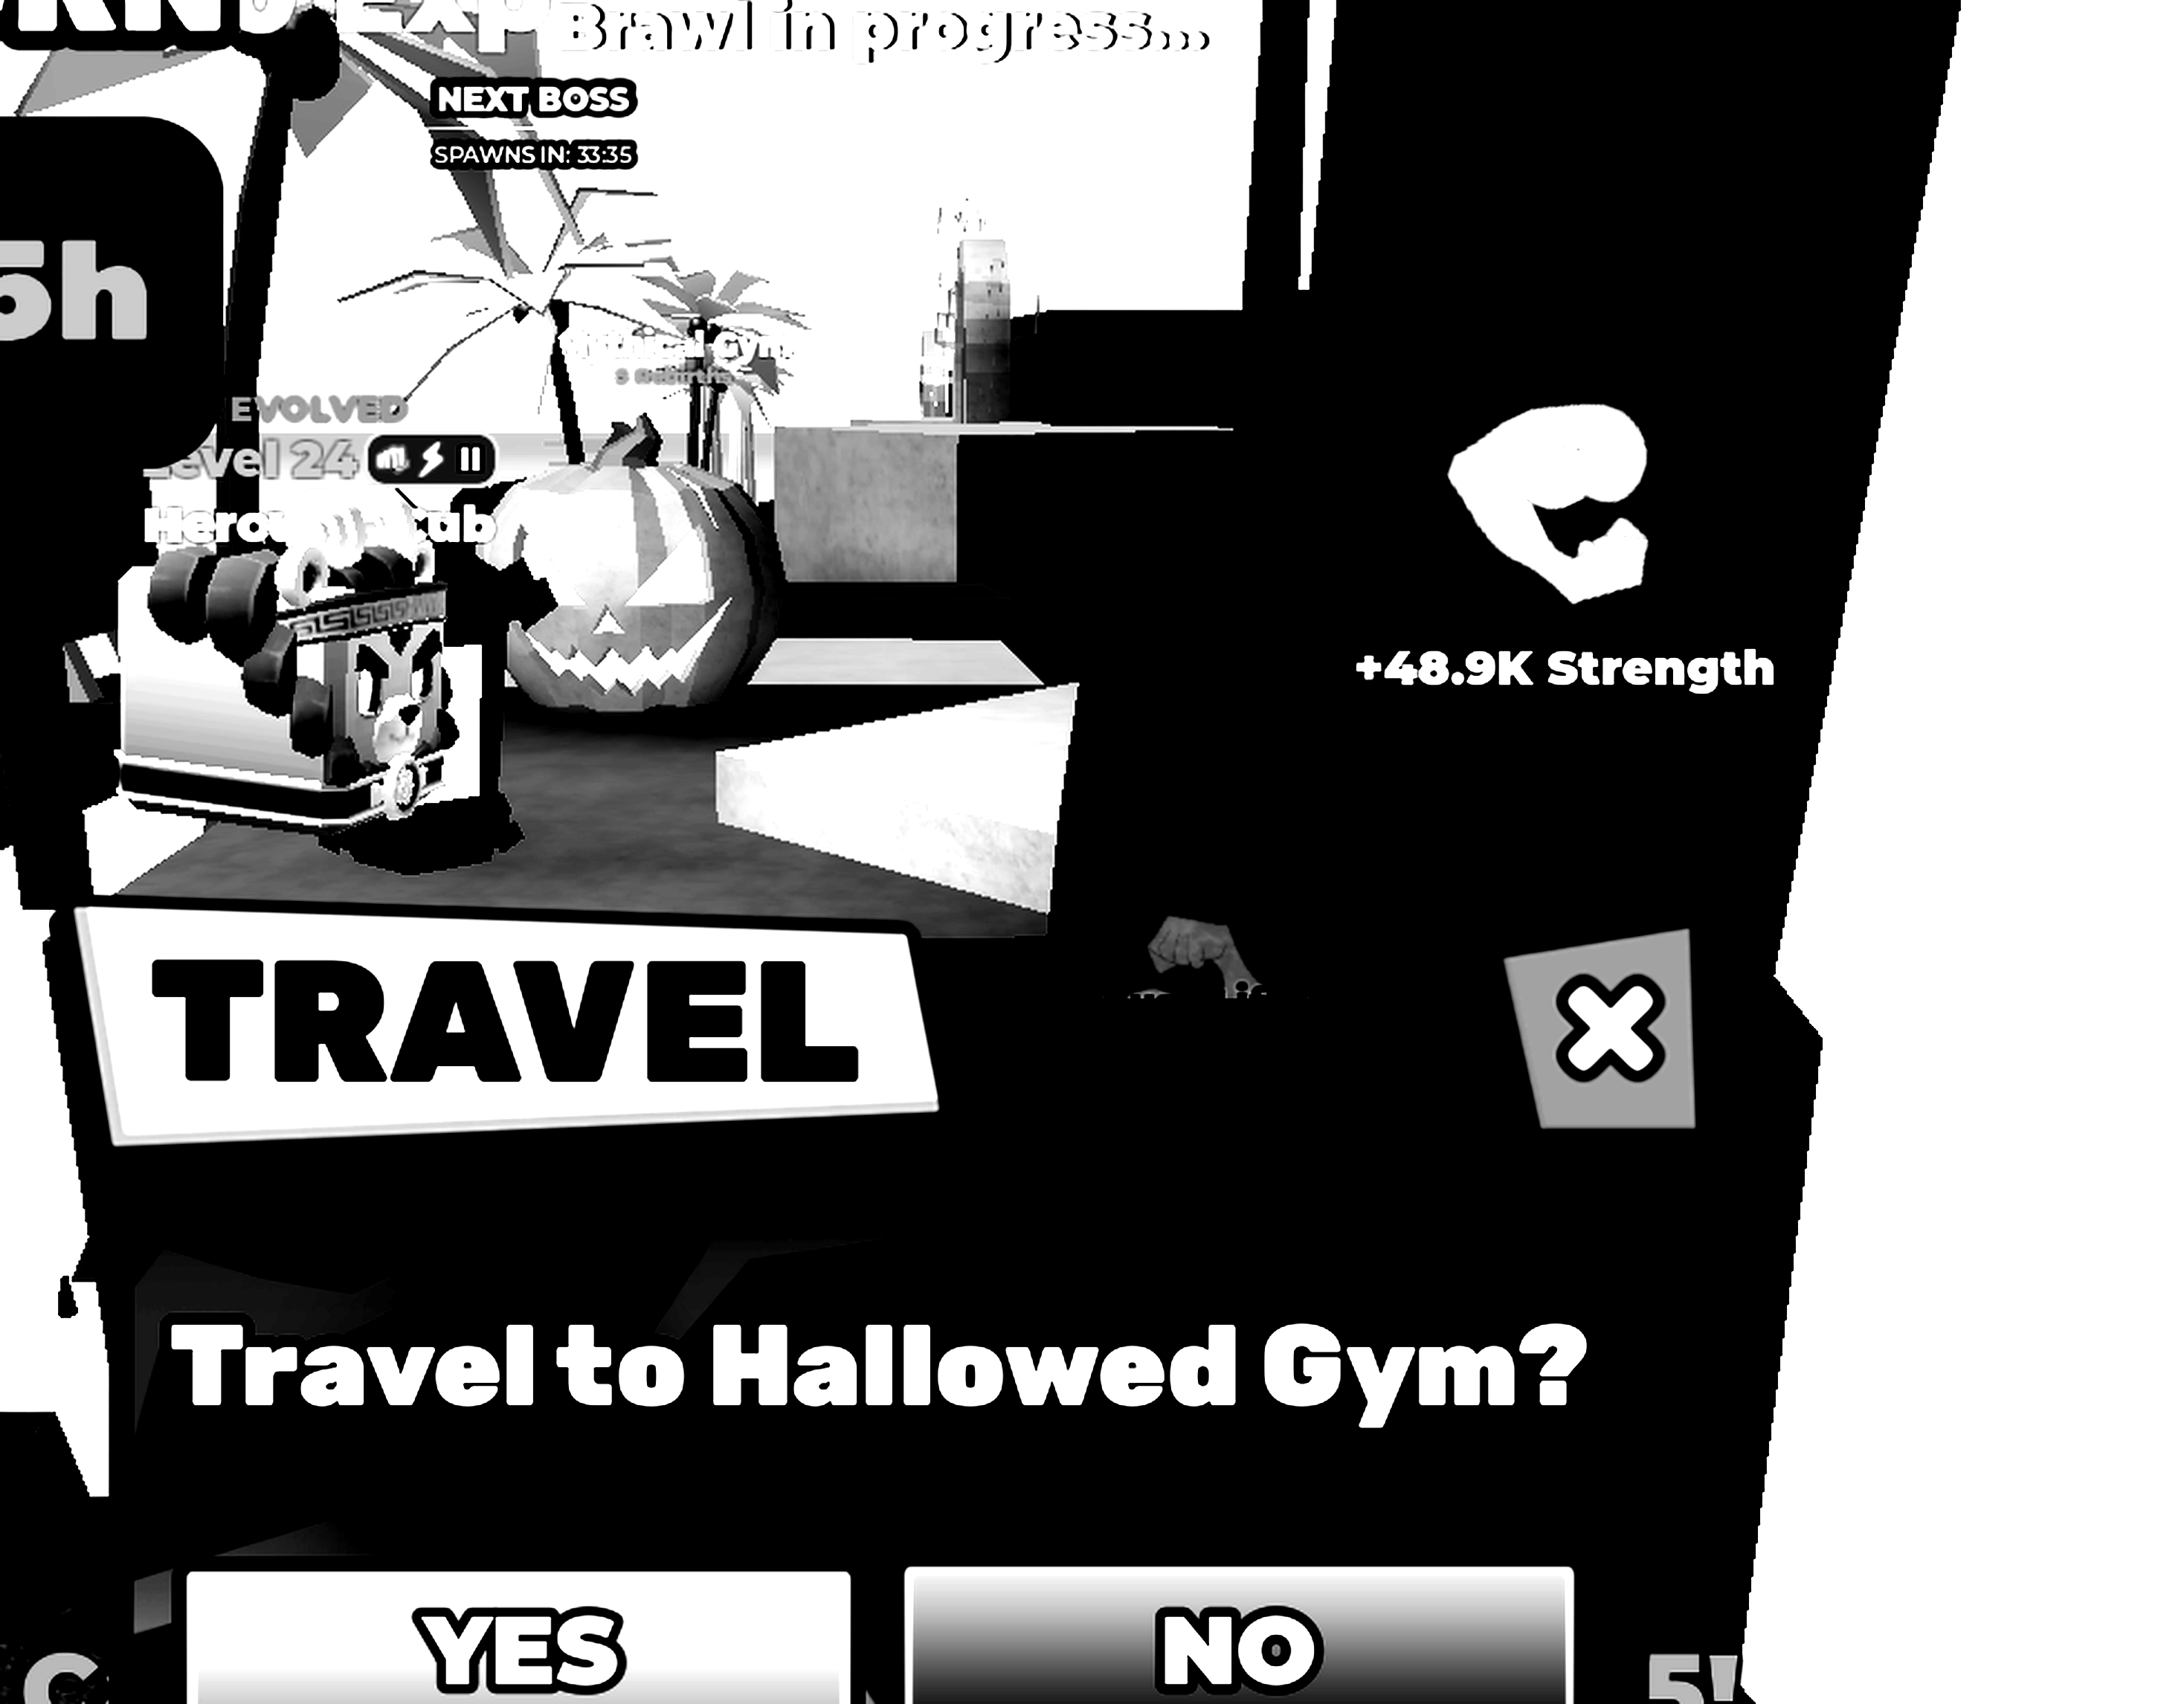 Brawl in progress...
NEXT BOSS
SPAWNS IN: 33:35
5h
EVOLVED
Level 24
+48.9K Strength
TRAVEL
Travel to Hallowed Gym?
YES
NO